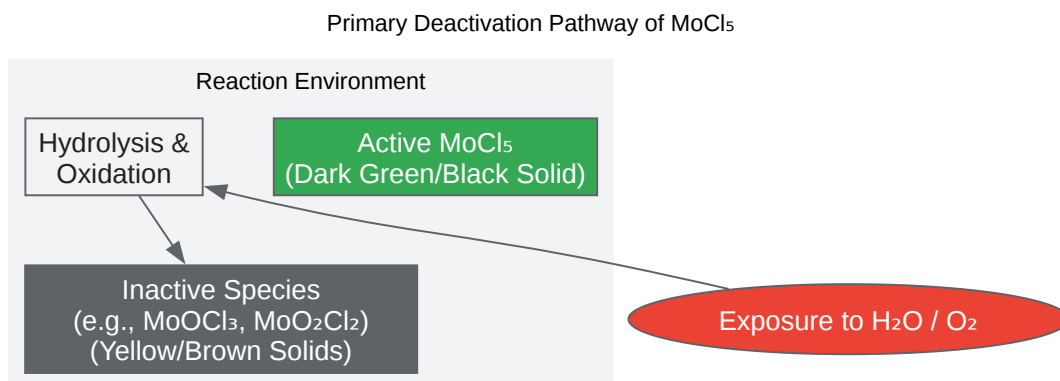 Primary Deactivation Pathway of MoCl₅
Reaction Environment
Hydrolysis &
Oxidation
Active MoCl₅
(Dark Green/Black Solid)
Inactive Species
(e.g., MoOCl₃, MoO₂Cl₂)
(Yellow/Brown Solids)
Exposure to H₂O / O₂